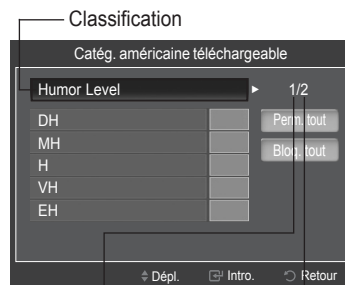 Classification
Catég. américaine téléchargeable
Humor Level ► 1/2
DH Perm. tout
MH Bloq. tout
H
VH
EH
Dépl. Intro. Retour